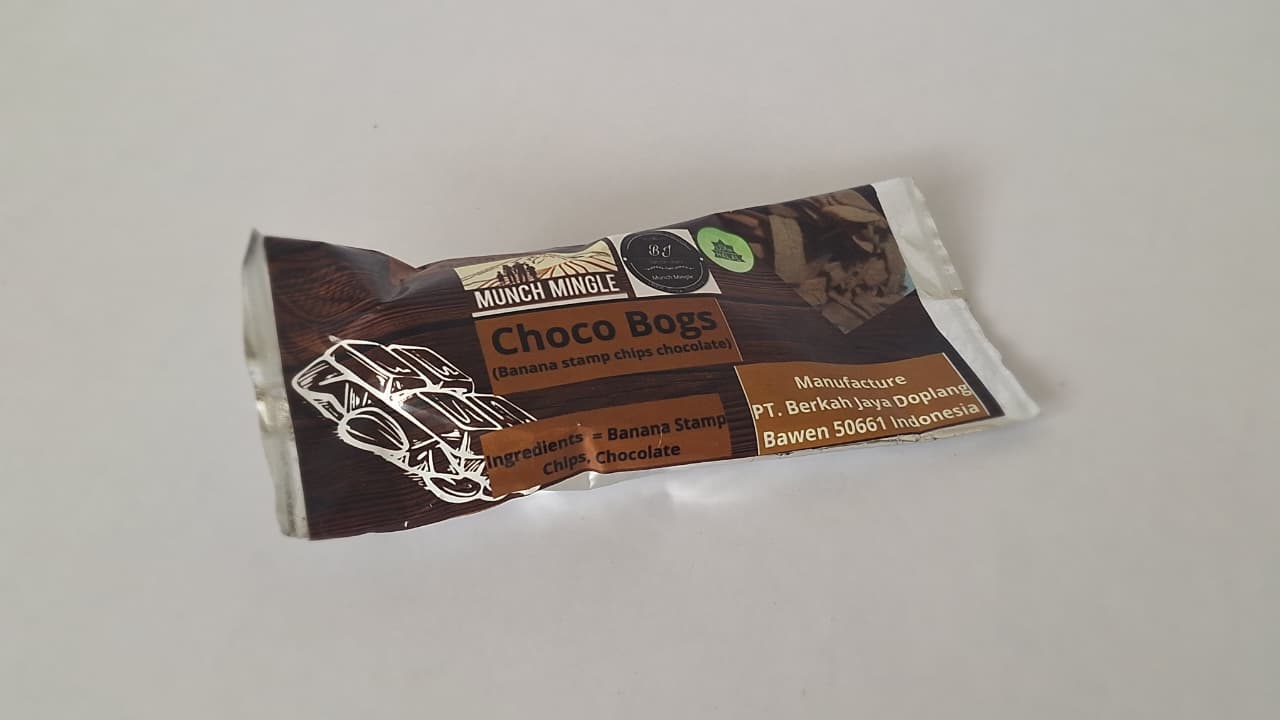 MUNCH MINGLE
B J
Munch Mingle
HALAL
Choco Bogs
(Banana stamp chips chocolate)
Ingredients = Banana Stamp
Chips, Chocolate
Manufacture
PT. Berkah Jaya Doplang
Bawen 50661 Indonesia